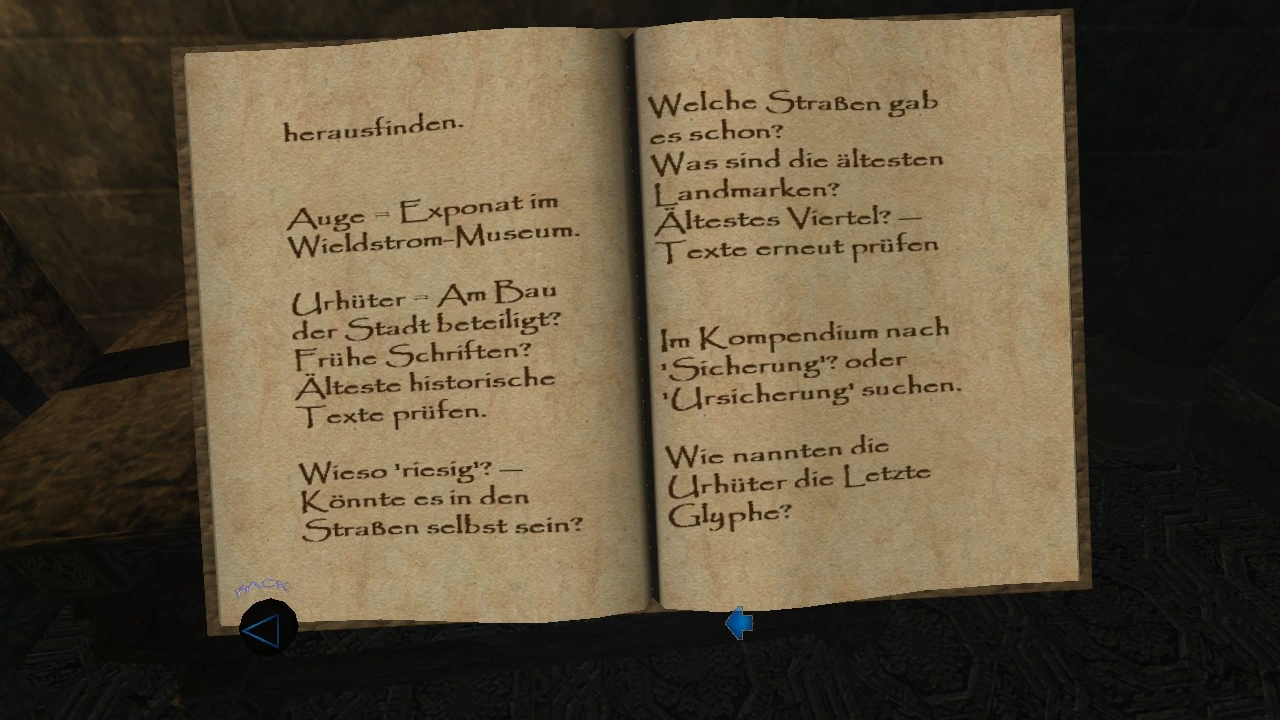 herausfinden.
Auge = Exponat im
Wieldstrom-Museum.
Urhüter = Am Bau
der Stadt beteiligt?
Frühe Schriften?
Älteste historische
Texte prüfen.
Wieso 'riesig'? —
Könnte es in den
Straßen selbst sein?
BACK
Welche Straßen gab
es schon?
Was sind die ältesten
Landmarken?
Ältestes Viertel? —
Texte erneut prüfen
Im Kompendium nach
'Sicherung'? oder
'Ursicherung' suchen.
Wie nannten die
Urhüter die Letzte
Glyphe?